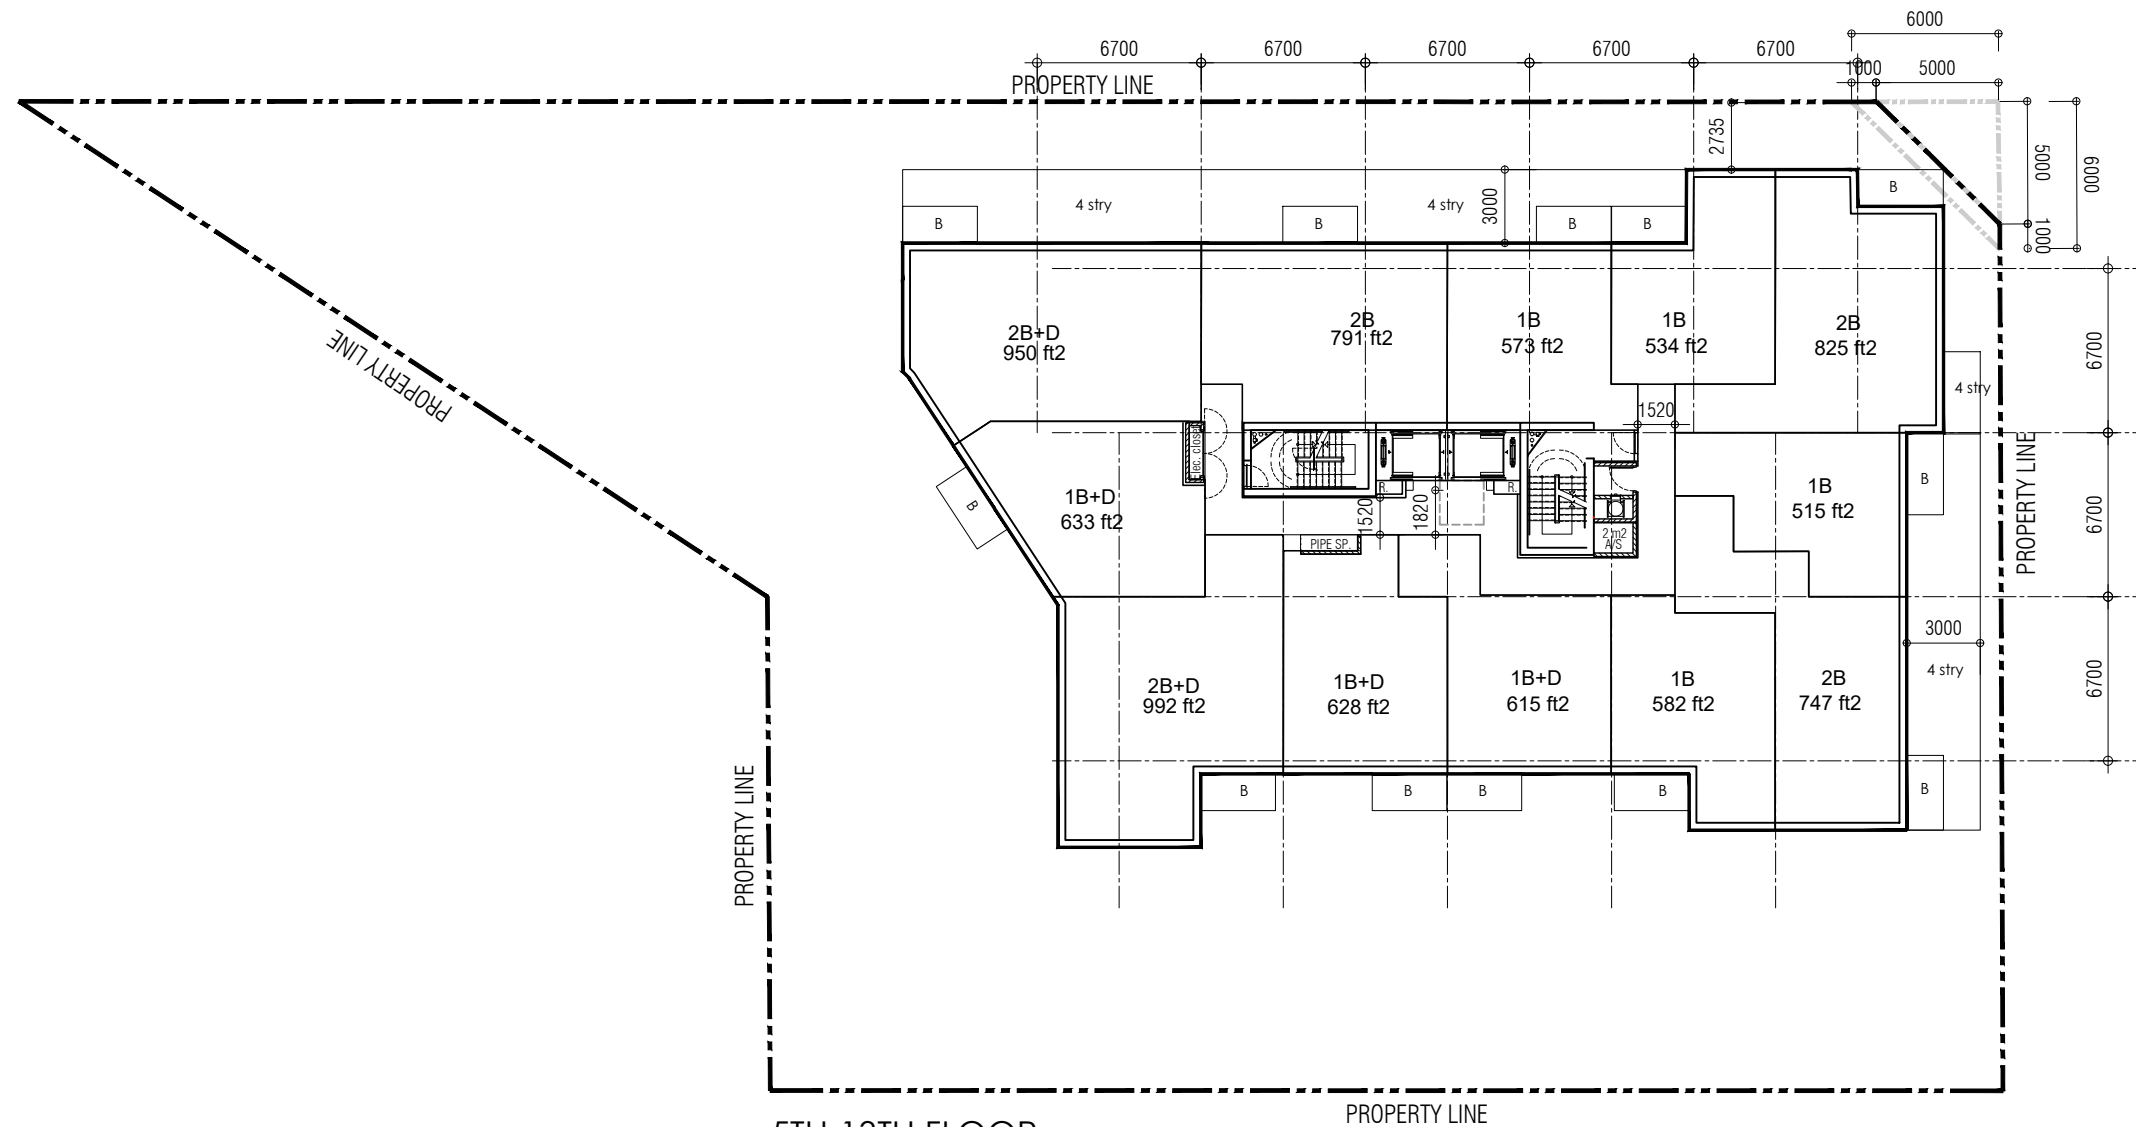 6000
6700
6700
6700
6700
6700
1000
5000
PROPERTY LINE
2735
5000
6000
1000
3000
4 stry
4 stry
B
B
B
B
B
2B+D
950 ft2
2B
791 ft2
1B
573 ft2
1B
534 ft2
2B
825 ft2
6700
4 stry
PROPERTY LINE
1520
elec. closet
PROPERTY LINE
1B+D
633 ft2
B
R.
R.
1520
1820
PIPE SP.
2 m2
A/S
1B
515 ft2
B
6700
3000
4 stry
6700
2B+D
992 ft2
1B+D
628 ft2
1B+D
615 ft2
1B
582 ft2
2B
747 ft2
B
B
B
B
B
PROPERTY LINE
PROPERTY LINE